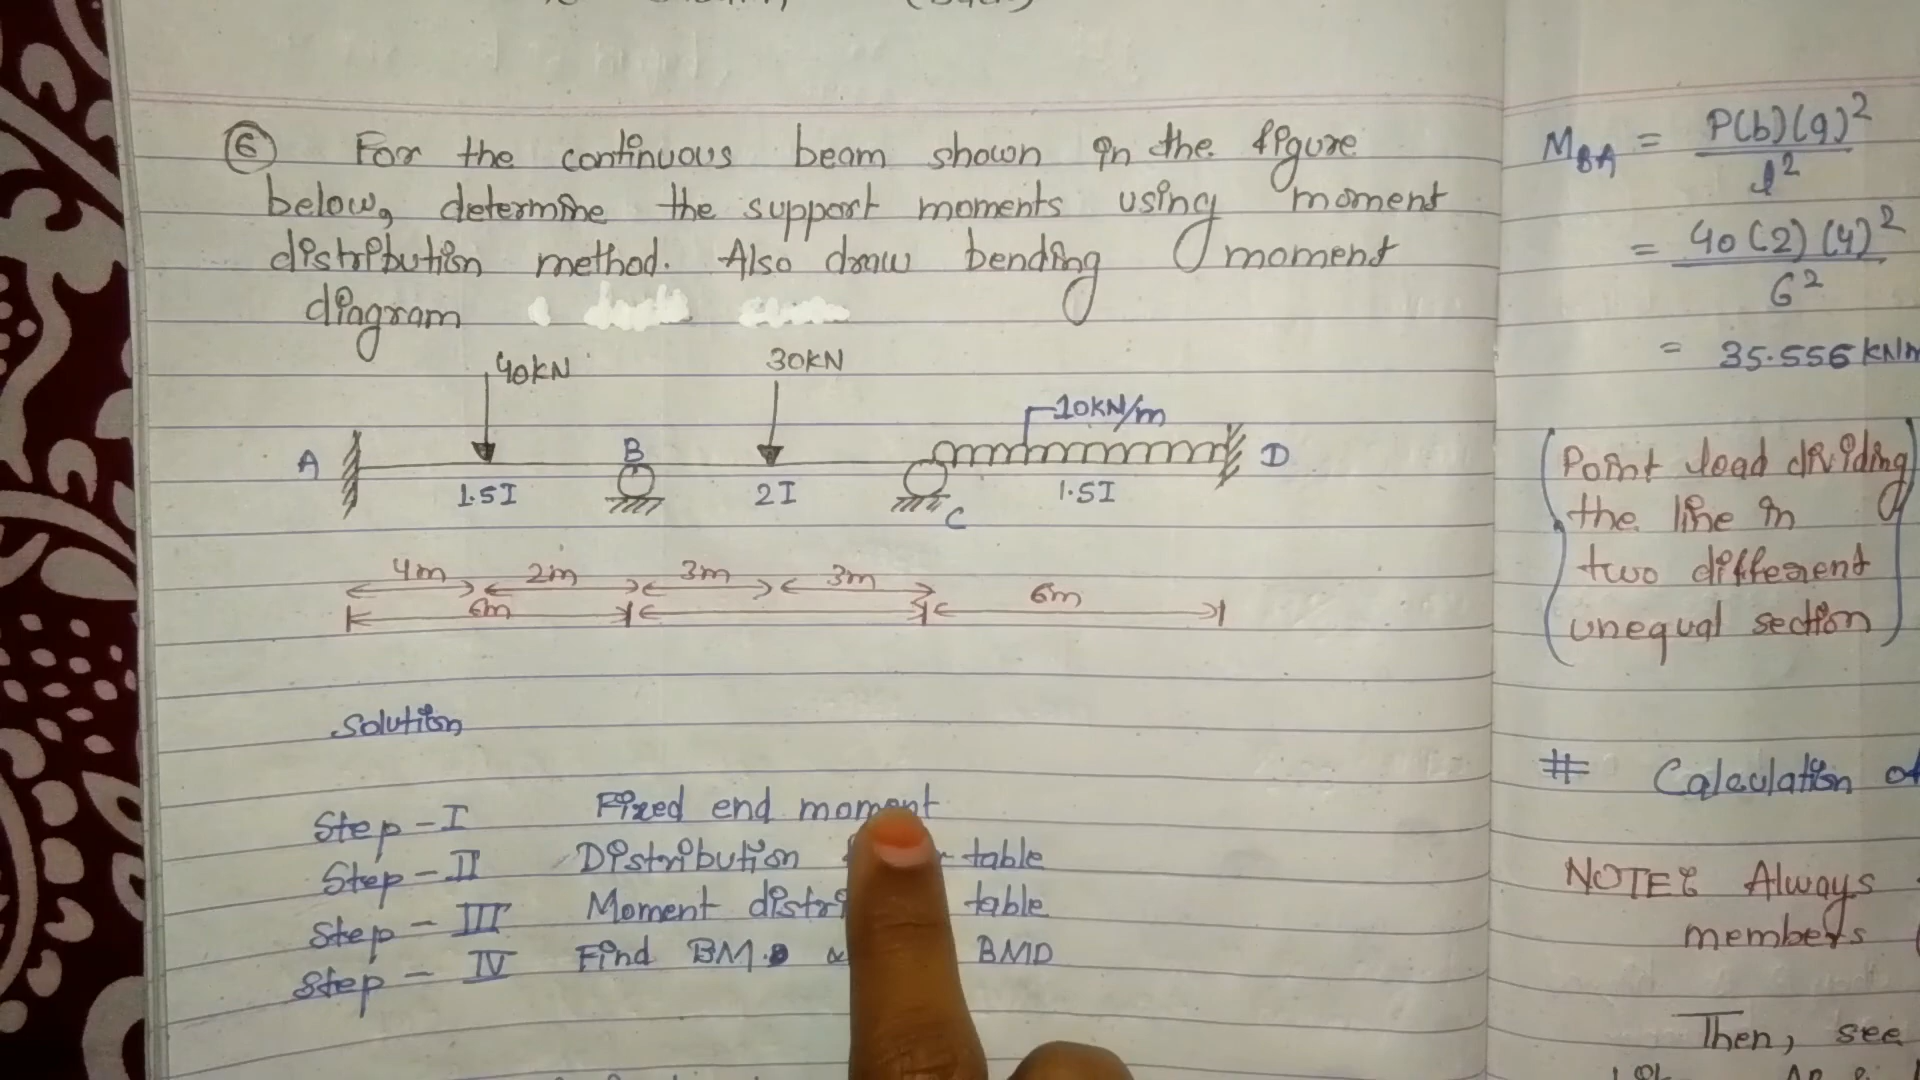 6 For the continuous beam shown in the figure
below, determine the support moments using moment
distribution method. Also draw bending moment
diagram
40kN 30kN
10kN/m
A B D
1.5I 2I C 1.5I
4m 2m 3m 3m
6m 6m
Solution
Step-I Fixed end moment
Step-II Distribution table
Step-III Moment table
Step-IV Find BM. & BMD
M_BA = P(b)(a)²
l²
= 40(2)(4)²
6²
= 35.556 kNm
(Point load dividing
the line in
two different
unequal section)
# Calculation of
NOTE: Always
members
Then, see